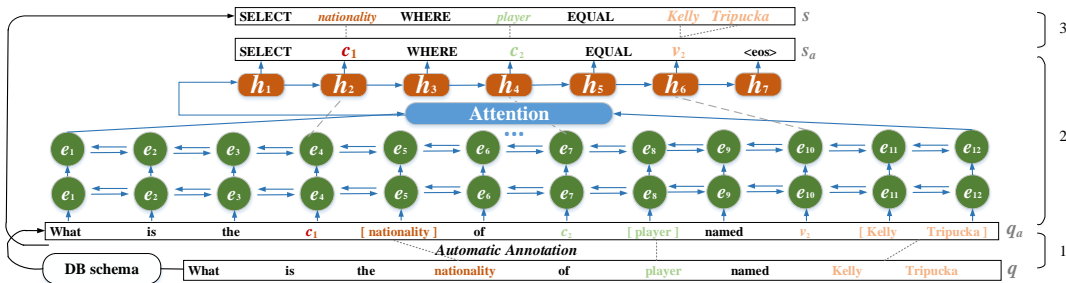 SELECT nationality WHERE player EQUAL Kelly Tripucka s 3
SELECT c1 WHERE c2 EQUAL v2 <eos> sa
h1 h2 h3 h4 h5 h6 h7
Attention 2
...
e1 e2 e3 e4 e5 e6 e7 e8 e9 e10 e11 e12
e1 e2 e3 e4 e5 e6 e7 e8 e9 e10 e11 e12
What is the c1 [ nationality ] of c2 [ player ] named v2 [ Kelly Tripucka ] qa
Automatic Annotation 1
DB schema What is the nationality of player named Kelly Tripucka q